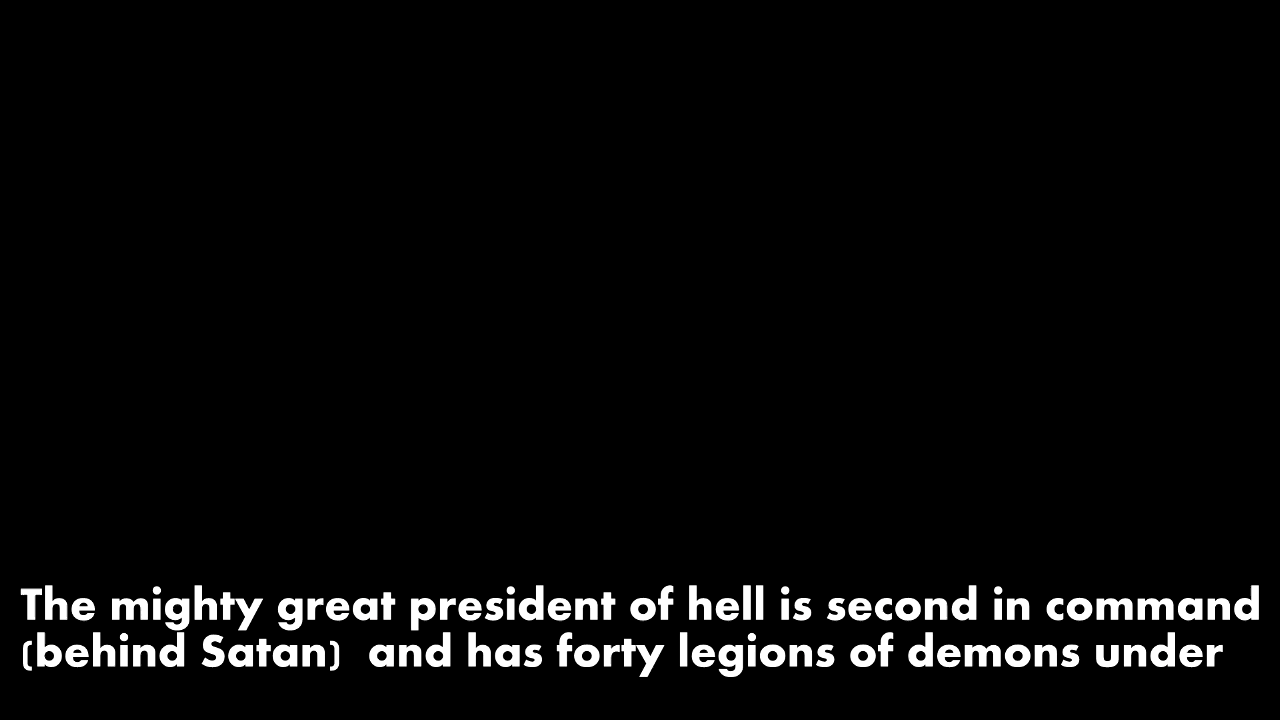 The mighty great president of hell is second in command
(behind Satan)  and has forty legions of demons under